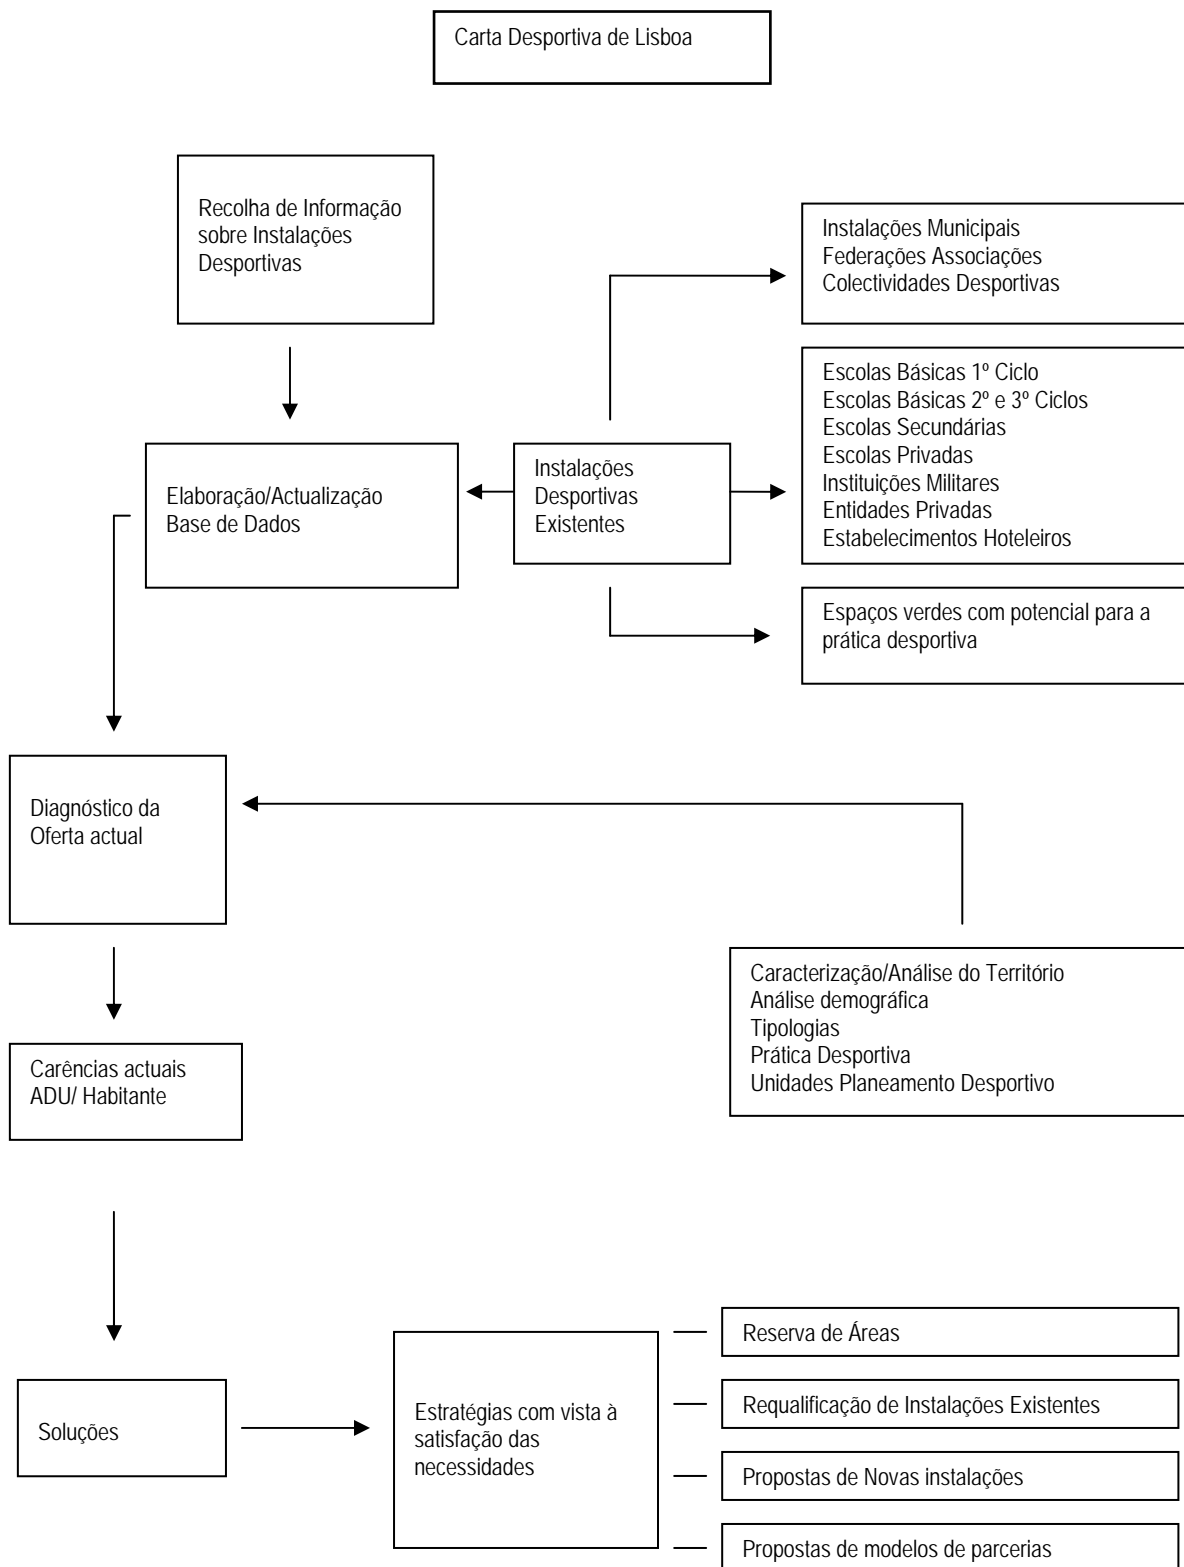 Carta Desportiva de Lisboa
Recolha de Informação
sobre Instalações
Desportivas
Instalações Municipais
Federações Associações
Colectividades Desportivas
Escolas Básicas 1º Ciclo
Escolas Básicas 2º e 3º Ciclos
Escolas Secundárias
Escolas Privadas
Instituições Militares
Entidades Privadas
Estabelecimentos Hoteleiros
Elaboração/Actualização
Base de Dados
Instalações
Desportivas
Existentes
Espaços verdes com potencial para a
prática desportiva
Diagnóstico da
Oferta actual
Caracterização/Análise do Território
Análise demográfica
Tipologias
Prática Desportiva
Unidades Planeamento Desportivo
Carências actuais
ADU/ Habitante
Soluções
Estratégias com vista à
satisfação das
necessidades
Reserva de Áreas
Requalificação de Instalações Existentes
Propostas de Novas instalações
Propostas de modelos de parcerias